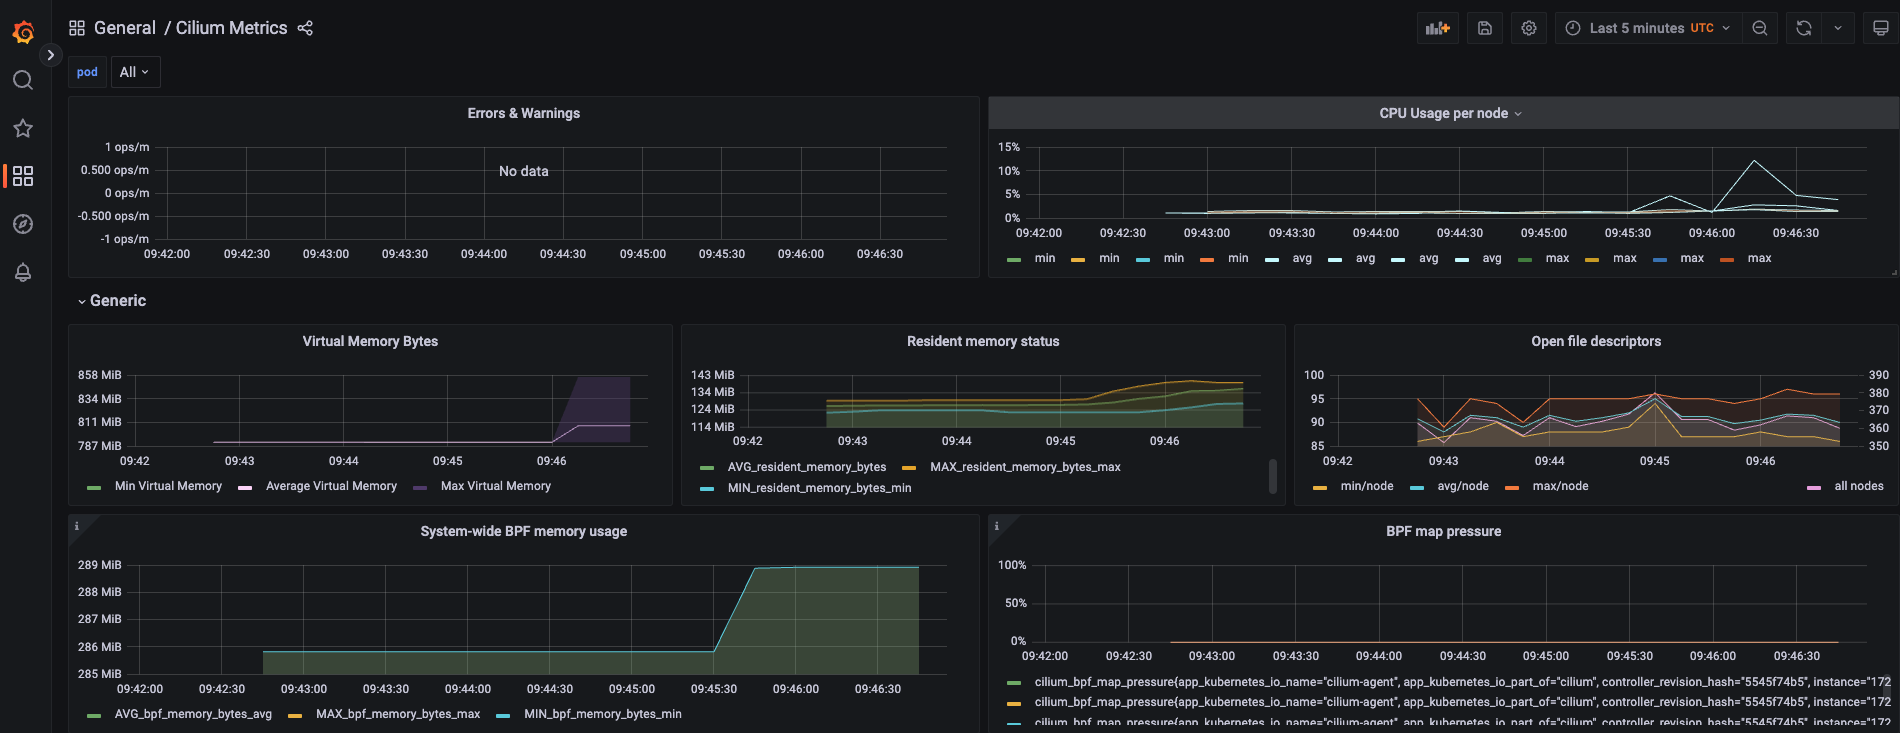 General / Cilium Metrics
Last 5 minutes UTC
pod All
Errors & Warnings
1 ops/m
0.500 ops/m
0 ops/m
-0.500 ops/m
-1 ops/m
No data
09:42:00 09:42:30 09:43:00 09:43:30 09:44:00 09:44:30 09:45:00 09:45:30 09:46:00 09:46:30
CPU Usage per node
15%
10%
5%
0%
09:42:00 09:42:30 09:43:00 09:43:30 09:44:00 09:44:30 09:45:00 09:45:30 09:46:00 09:46:30
min min min min avg avg avg avg max max max max
Generic
Virtual Memory Bytes
858 MiB
834 MiB
811 MiB
787 MiB
09:42 09:43 09:44 09:45 09:46
Min Virtual Memory Average Virtual Memory Max Virtual Memory
Resident memory status
143 MiB
134 MiB
124 MiB
114 MiB
09:42 09:43 09:44 09:45 09:46
AVG_resident_memory_bytes MAX_resident_memory_bytes_max
MIN_resident_memory_bytes_min
Open file descriptors
100 390
95 380
90 370
85 360
350
09:42 09:43 09:44 09:45 09:46
min/node avg/node max/node all nodes
i
System-wide BPF memory usage
289 MiB
288 MiB
287 MiB
286 MiB
285 MiB
09:42:00 09:42:30 09:43:00 09:43:30 09:44:00 09:44:30 09:45:00 09:45:30 09:46:00 09:46:30
AVG_bpf_memory_bytes_avg MAX_bpf_memory_bytes_max MIN_bpf_memory_bytes_min
i
BPF map pressure
100%
50%
0%
09:42:00 09:42:30 09:43:00 09:43:30 09:44:00 09:44:30 09:45:00 09:45:30 09:46:00 09:46:30
cilium_bpf_map_pressure{app_kubernetes_io_name="cilium-agent", app_kubernetes_io_part_of="cilium", controller_revision_hash="5545f74b5", instance="172
cilium_bpf_map_pressure{app_kubernetes_io_name="cilium-agent", app_kubernetes_io_part_of="cilium", controller_revision_hash="5545f74b5", instance="172
cilium_bpf_map_pressure{app_kubernetes_io_name="cilium-agent", app_kubernetes_io_part_of="cilium", controller_revision_hash="5545f74b5", instance="172